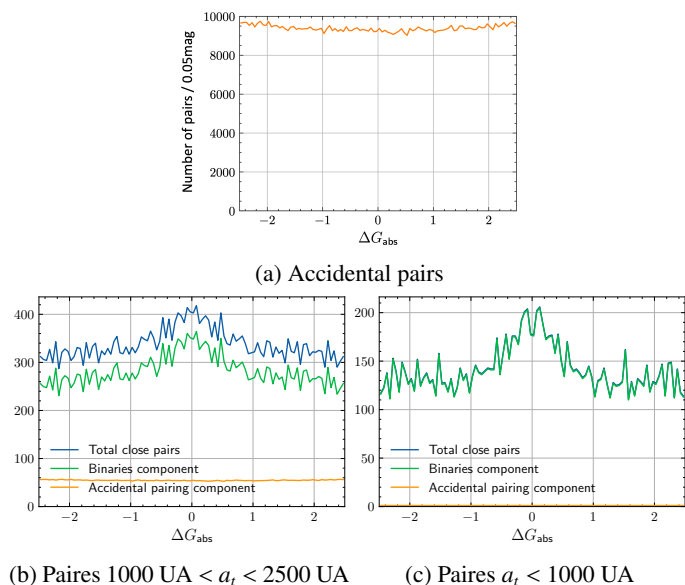 10000
8000
6000
4000
2000
0
Number of pairs / 0.05mag
−2 −1 0 1 2
ΔG_abs
(a) Accidental pairs
400
300
200
100
0
Total close pairs
Binaries component
Accidental pairing component
−2 −1 0 1 2
ΔG_abs
200
150
100
50
0
Total close pairs
Binaries component
Accidental pairing component
−2 −1 0 1 2
ΔG_abs
(b) Paires 1000 UA < a_t < 2500 UA
(c) Paires a_t < 1000 UA